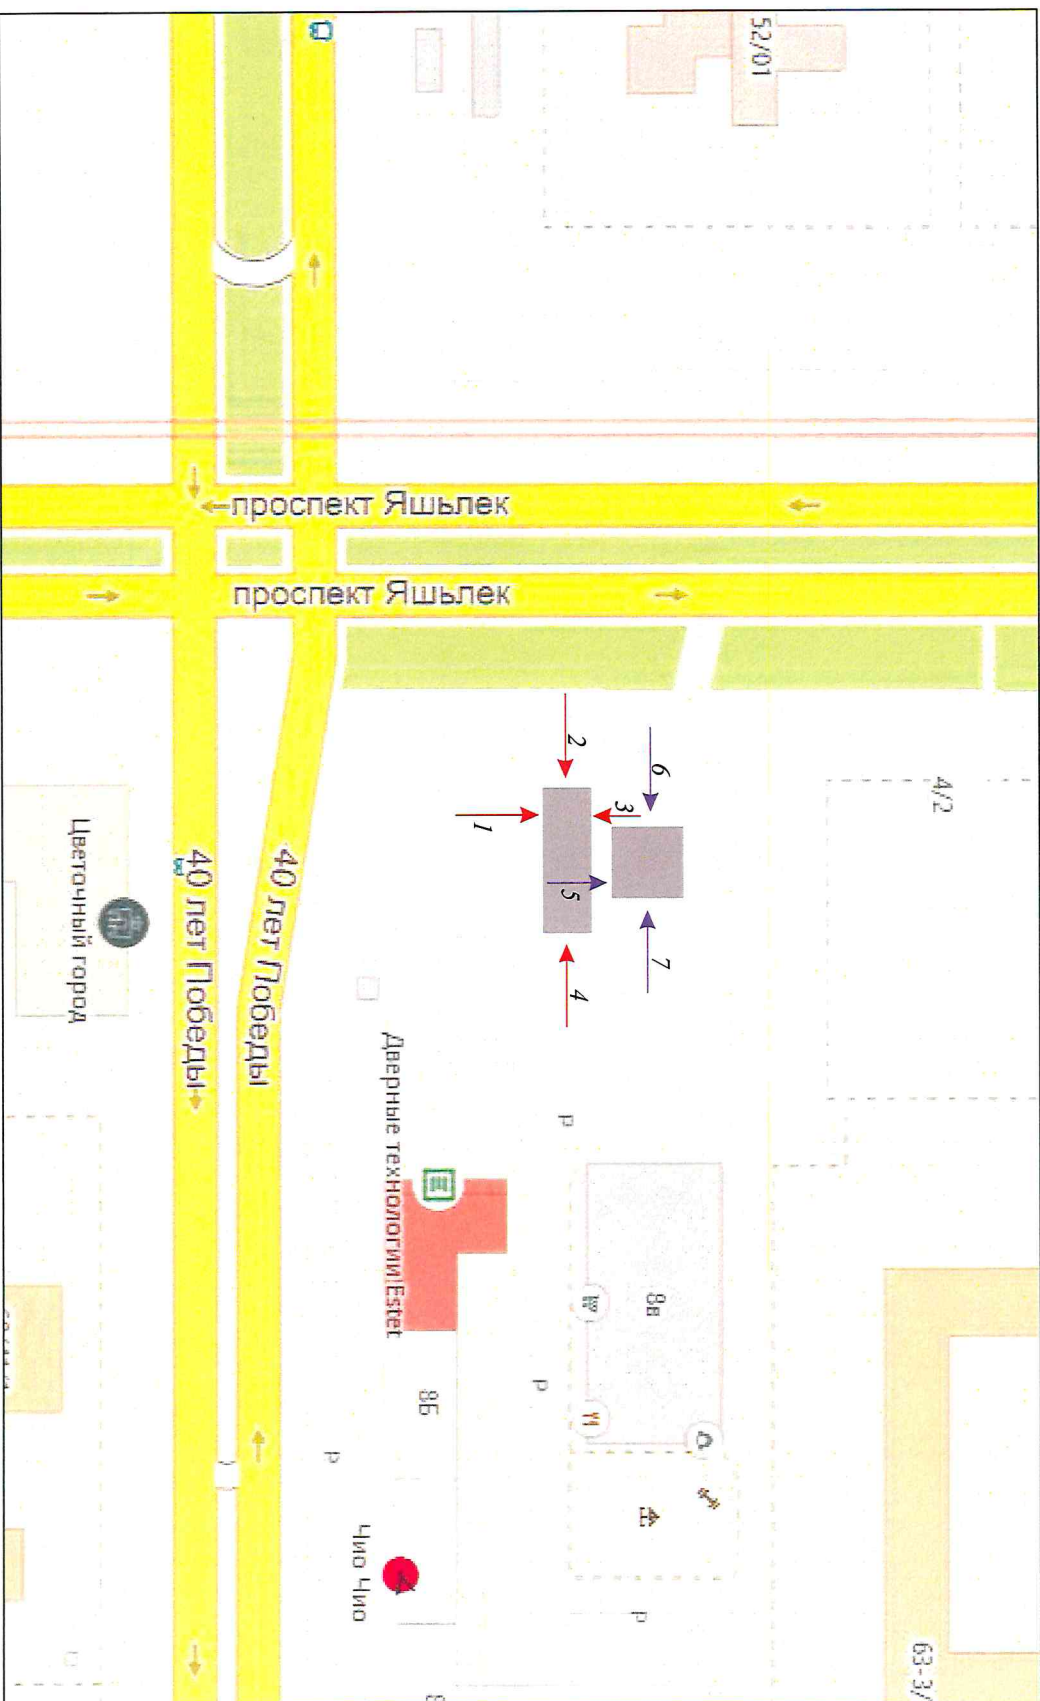 52/01
проспект Яшьлек
проспект Яшьлек
4/2
2
6
3
1
5
7
4
Цветочный город
40 лет Победы
40 лет Победы
Дверные технологии Estet
P
8в
P
8Б
P
P
Чио Чио
63-3/